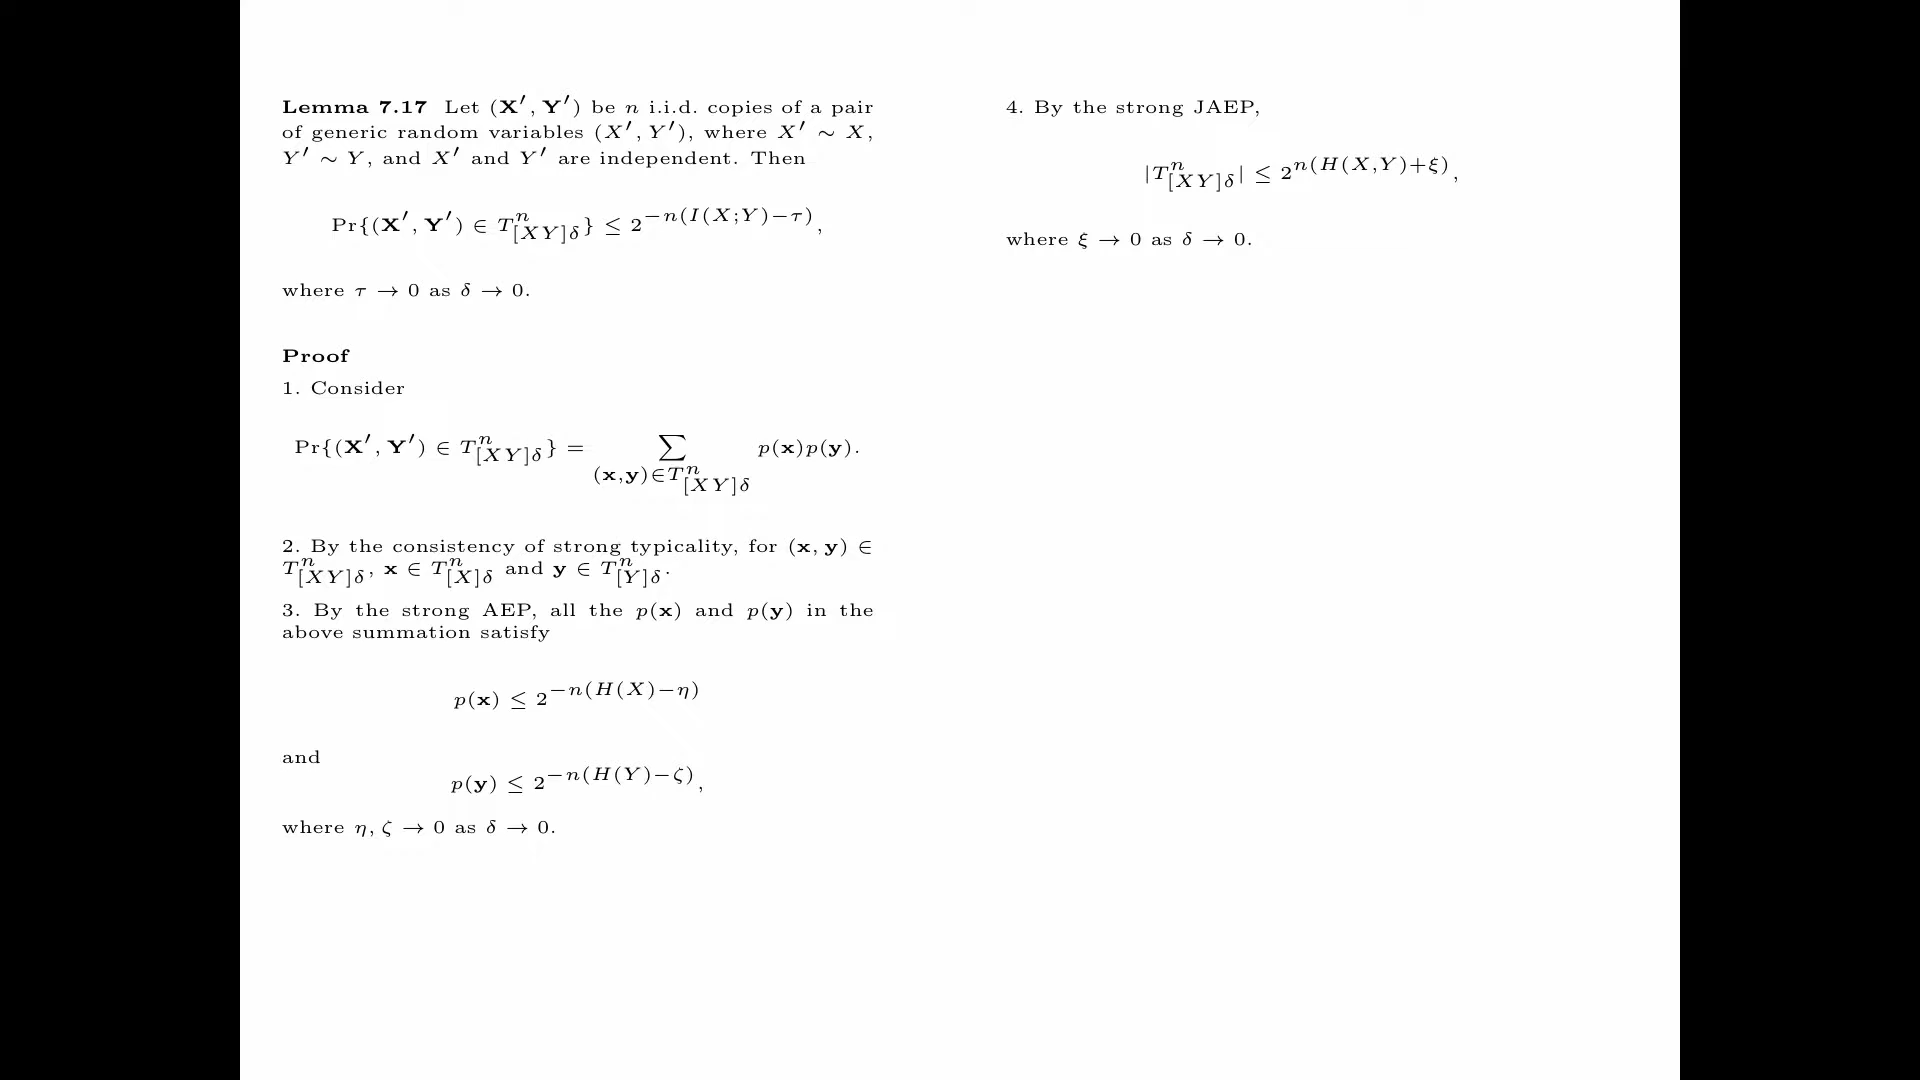 Lemma 7.17 Let (X′, Y′) be n i.i.d. copies of a pair
of generic random variables (X′, Y′), where X′ ∼ X,
Y′ ∼ Y, and X′ and Y′ are independent. Then
Pr{(X′, Y′) ∈ T^n_{[XY]δ}} ≤ 2^{−n(I(X;Y)−τ)},
where τ → 0 as δ → 0.
Proof
1. Consider
Pr{(X′, Y′) ∈ T^n_{[XY]δ}} = ∑_{(x,y)∈T^n_{[XY]δ}} p(x)p(y).
2. By the consistency of strong typicality, for (x, y) ∈
T^n_{[XY]δ}, x ∈ T^n_{[X]δ} and y ∈ T^n_{[Y]δ}.
3. By the strong AEP, all the p(x) and p(y) in the
above summation satisfy
p(x) ≤ 2^{−n(H(X)−η)}
and
p(y) ≤ 2^{−n(H(Y)−ζ)},
where η, ζ → 0 as δ → 0.
4. By the strong JAEP,
|T^n_{[XY]δ}| ≤ 2^{n(H(X,Y)+ξ)},
where ξ → 0 as δ → 0.